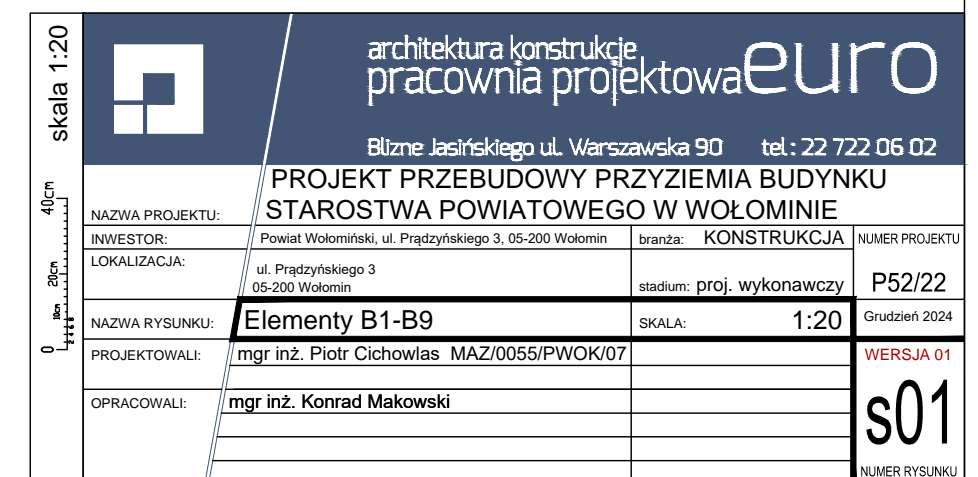 skala 1:20
architektura konstrukcje
pracownia projektowa euro
Blizne Jasińskiego ul. Warszawska 90 tel.: 22 722 06 02
NAZWA PROJEKTU: PROJEKT PRZEBUDOWY PRZYZIEMIA BUDYNKU
STAROSTWA POWIATOWEGO W WOŁOMINIE
INWESTOR: Powiat Wołomiński, ul. Prądzyńskiego 3, 05-200 Wołomin branża: KONSTRUKCJA NUMER PROJEKTU
LOKALIZACJA: ul. Prądzyńskiego 3
05-200 Wołomin stadium: proj. wykonawczy P52/22
NAZWA RYSUNKU: Elementy B1-B9 SKALA: 1:20 Grudzień 2024
PROJEKTOWALI: mgr inż. Piotr Cichowlas MAZ/0055/PWOK/07 WERSJA 01
OPRACOWALI: mgr inż. Konrad Makowski s01
NUMER RYSUNKU
40cm
20cm
10cm
2 4 6 8
0